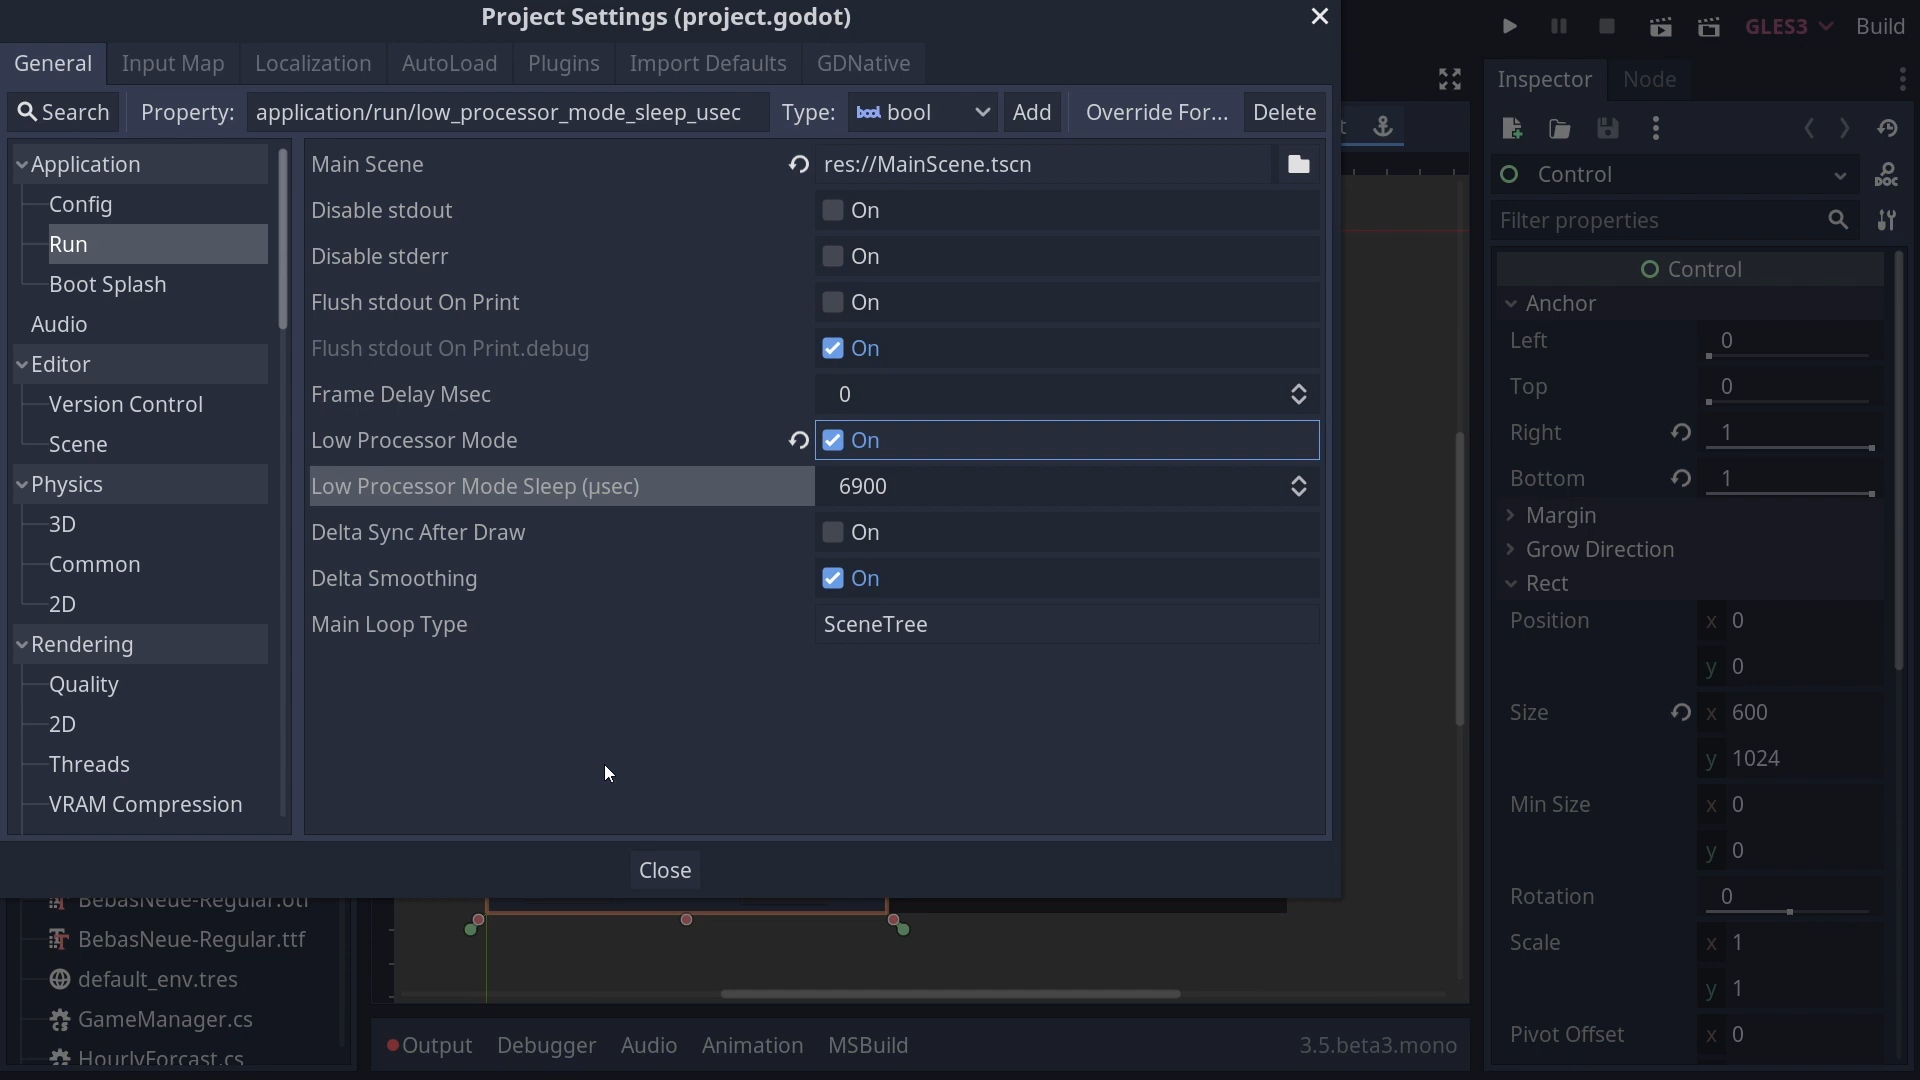 Project Settings (project.godot)
GLES3
Build
General
Input Map
Localization
AutoLoad
Plugins
Import Defaults
GDNative
Inspector
Node
Search
Property:
application/run/low_processor_mode_sleep_usec
Type:
bool
bool
Add
Override For...
Delete
t
Application
Config
Run
Boot Splash
Audio
Editor
Version Control
Scene
Physics
3D
Common
2D
Rendering
Quality
2D
Threads
VRAM Compression
Main Scene
res://MainScene.tscn
Disable stdout
On
Disable stderr
On
Flush stdout On Print
On
Flush stdout On Print.debug
On
Frame Delay Msec
0
Low Processor Mode
On
Low Processor Mode Sleep (µsec)
6900
Delta Sync After Draw
On
Delta Smoothing
On
Main Loop Type
SceneTree
Close
Control
DOC
Filter properties
Control
Anchor
Left
0
Top
0
Right
1
Bottom
1
Margin
Grow Direction
Rect
Position
x 0
y 0
Size
x 600
y 1024
Min Size
x 0
y 0
Rotation
0
Scale
x 1
y 1
Pivot Offset
x 0
BebasNeue-Regular.otf
BebasNeue-Regular.ttf
default_env.tres
GameManager.cs
HourlyForcast.cs
Output
Debugger
Audio
Animation
MSBuild
3.5.beta3.mono